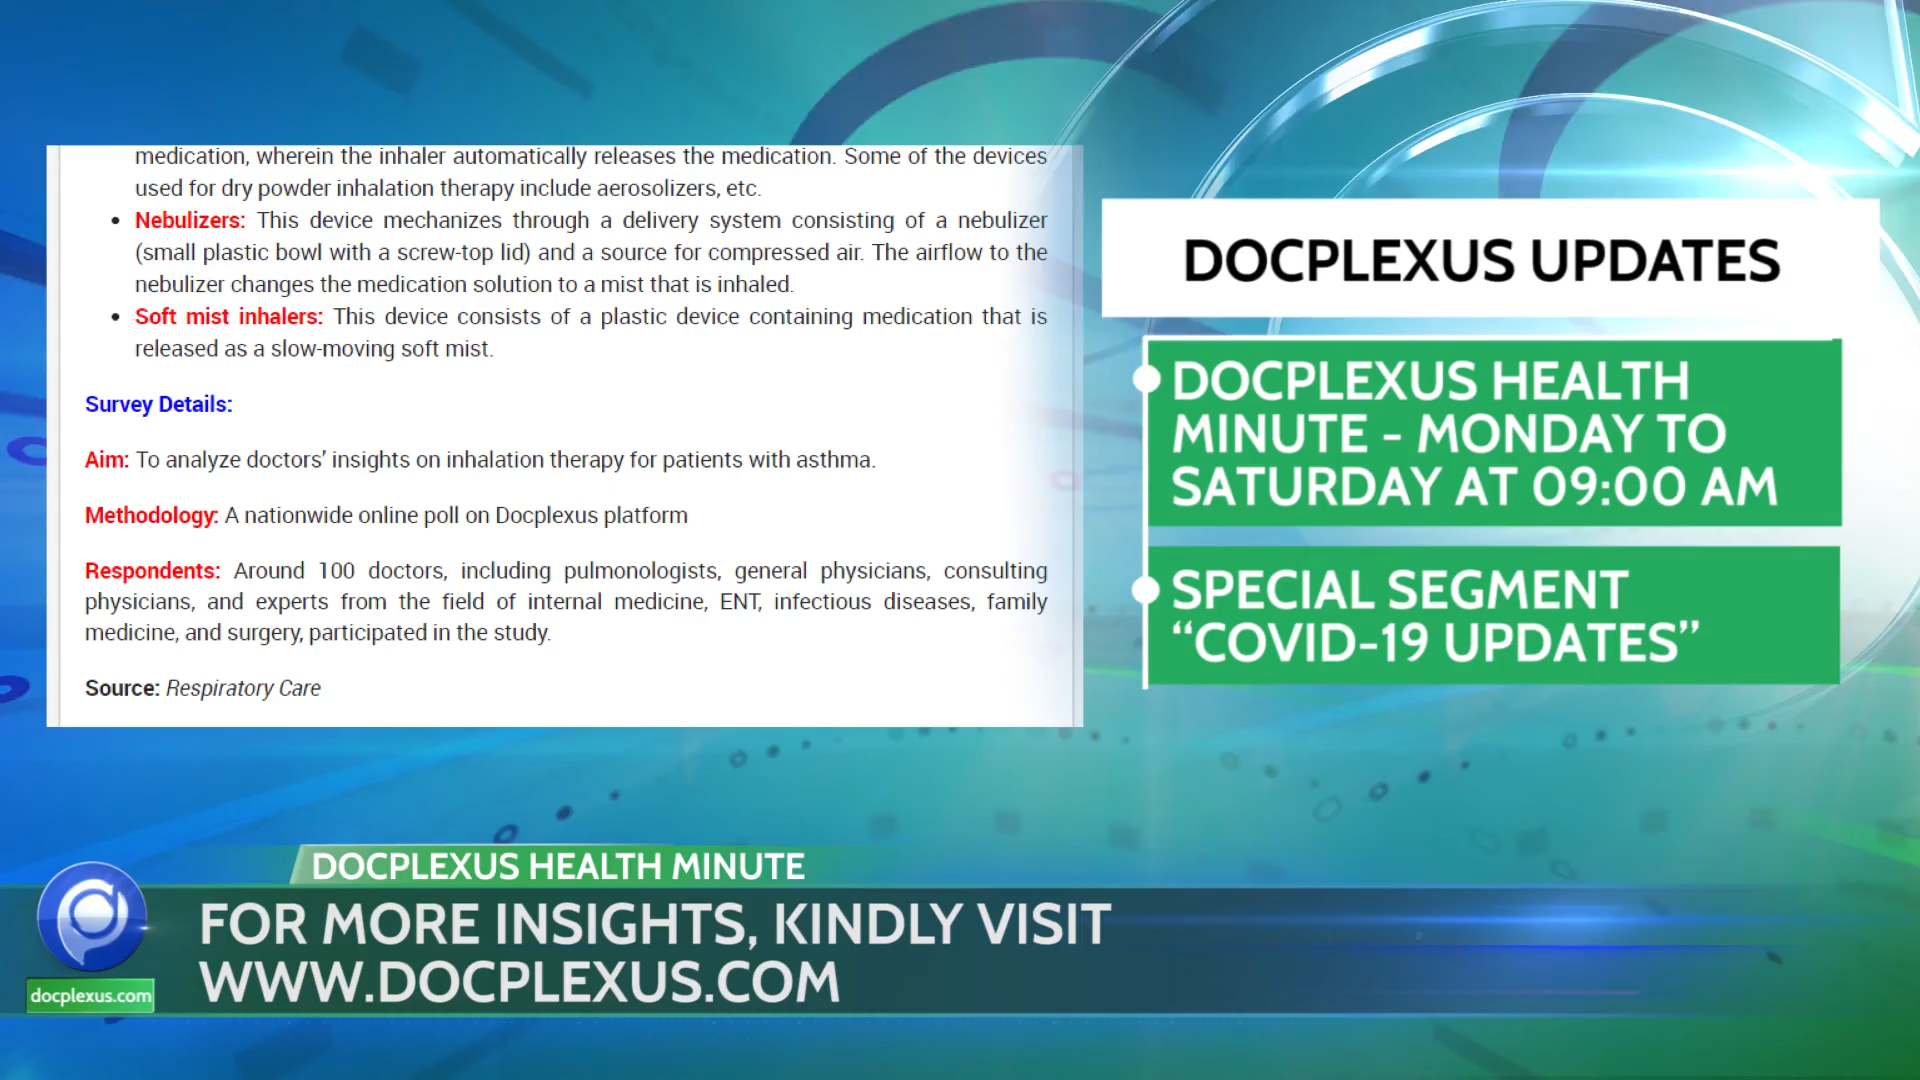 medication, wherein the inhaler automatically releases the medication. Some of the devices
used for dry powder inhalation therapy include aerosolizers, etc.
• Nebulizers: This device mechanizes through a delivery system consisting of a nebulizer
(small plastic bowl with a screw-top lid) and a source for compressed air. The airflow to the
nebulizer changes the medication solution to a mist that is inhaled.
• Soft mist inhalers: This device consists of a plastic device containing medication that is
released as a slow-moving soft mist.
Survey Details:
Aim: To analyze doctors’ insights on inhalation therapy for patients with asthma.
Methodology: A nationwide online poll on Docplexus platform
Respondents: Around 100 doctors, including pulmonologists, general physicians, consulting
physicians, and experts from the field of internal medicine, ENT, infectious diseases, family
medicine, and surgery, participated in the study.
Source: Respiratory Care
DOCPLEXUS UPDATES
DOCPLEXUS HEALTH
MINUTE - MONDAY TO
SATURDAY AT 09:00 AM
SPECIAL SEGMENT
“COVID-19 UPDATES”
DOCPLEXUS HEALTH MINUTE
FOR MORE INSIGHTS, KINDLY VISIT
WWW.DOCPLEXUS.COM
docplexus.com